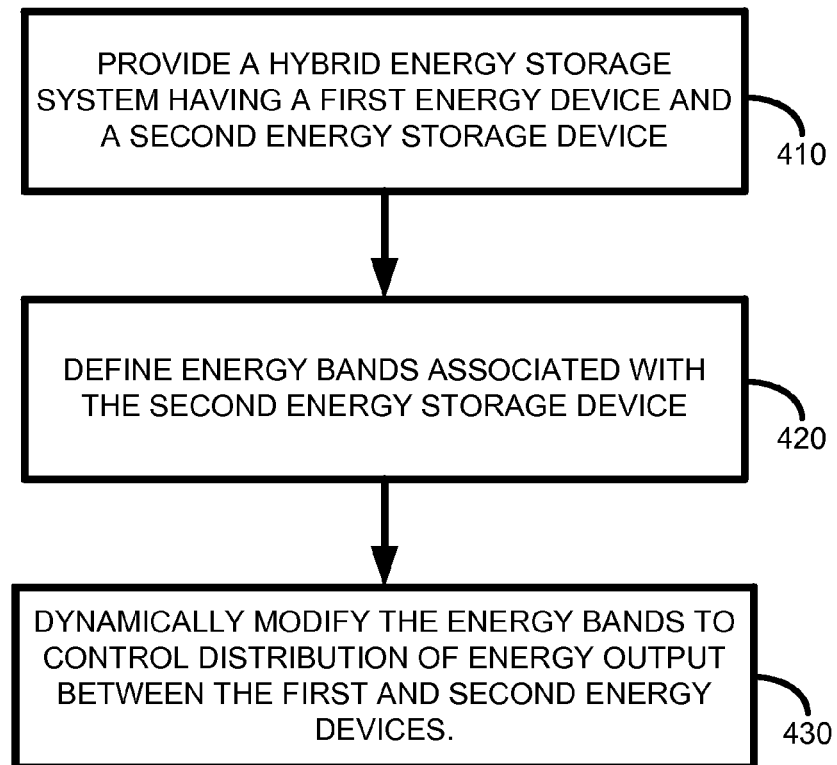 PROVIDE A HYBRID ENERGY STORAGE
SYSTEM HAVING A FIRST ENERGY DEVICE AND
A SECOND ENERGY STORAGE DEVICE
410
DEFINE ENERGY BANDS ASSOCIATED WITH
THE SECOND ENERGY STORAGE DEVICE
420
DYNAMICALLY MODIFY THE ENERGY BANDS TO
CONTROL DISTRIBUTION OF ENERGY OUTPUT
BETWEEN THE FIRST AND SECOND ENERGY
DEVICES.
430